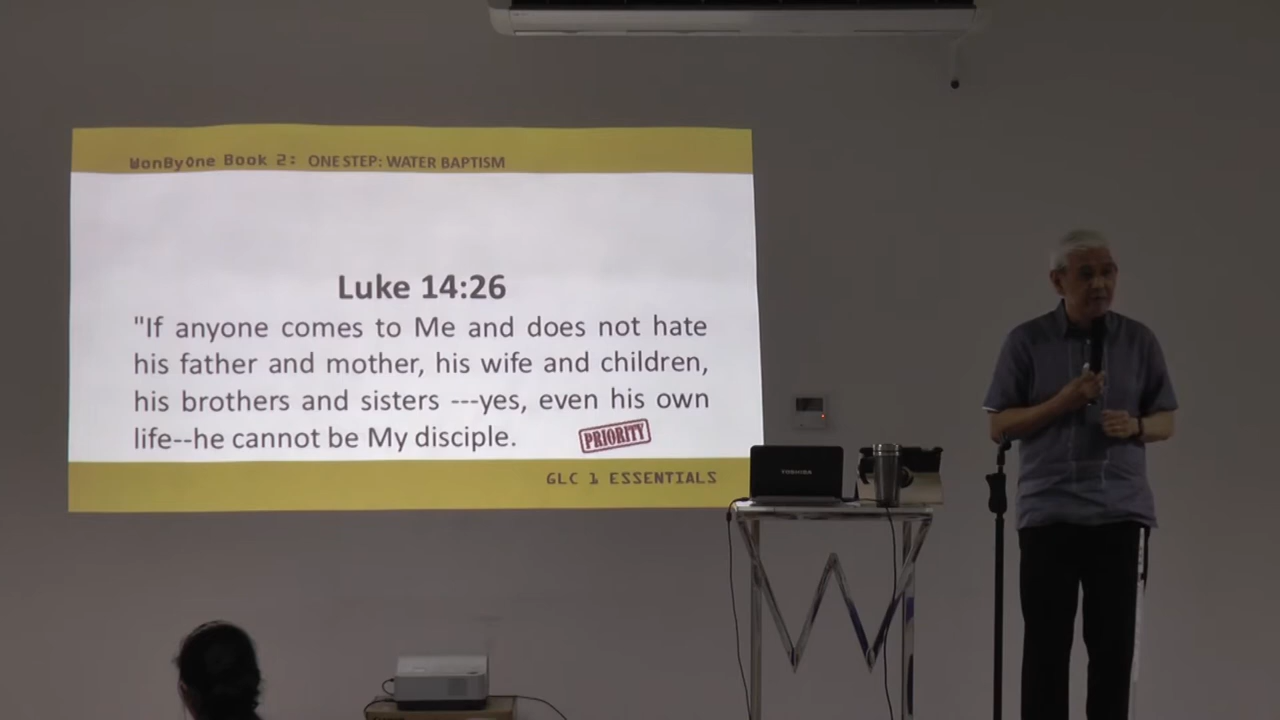 WonByOne Book 2: ONE STEP: WATER BAPTISM
Luke 14:26
"If anyone comes to Me and does not hate
his father and mother, his wife and children,
his brothers and sisters ---yes, even his own
life--he cannot be My disciple.
PRIORITY
GLC 1 ESSENTIALS
TOSHIBA